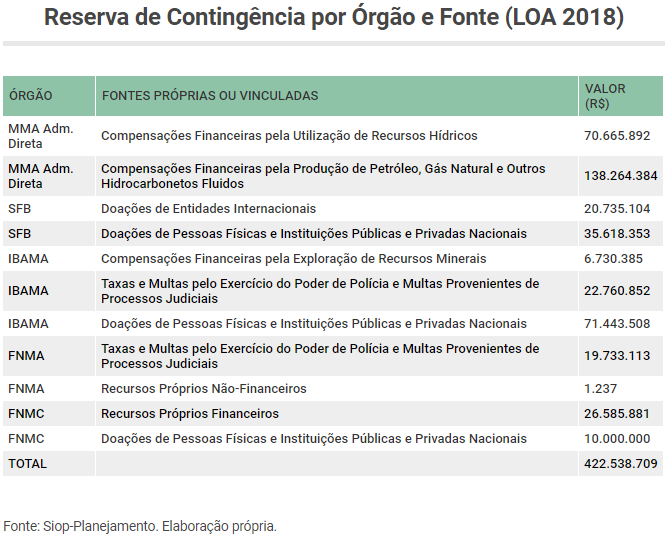 Reserva de Contingência por Órgão e Fonte (LOA 2018)
ÓRGÃO FONTES PRÓPRIAS OU VINCULADAS VALOR (R$)
MMA Adm. Direta Compensações Financeiras pela Utilização de Recursos Hídricos 70.665.892
MMA Adm. Direta Compensações Financeiras pela Produção de Petróleo, Gás Natural e Outros Hidrocarbonetos Fluidos 138.264.384
SFB Doações de Entidades Internacionais 20.735.104
SFB Doações de Pessoas Físicas e Instituições Públicas e Privadas Nacionais 35.618.353
IBAMA Compensações Financeiras pela Exploração de Recursos Minerais 6.730.385
IBAMA Taxas e Multas pelo Exercício do Poder de Polícia e Multas Provenientes de Processos Judiciais 22.760.852
IBAMA Doações de Pessoas Físicas e Instituições Públicas e Privadas Nacionais 71.443.508
FNMA Taxas e Multas pelo Exercício do Poder de Polícia e Multas Provenientes de Processos Judiciais 19.733.113
FNMA Recursos Próprios Não-Financeiros 1.237
FNMC Recursos Próprios Financeiros 26.585.881
FNMC Doações de Pessoas Físicas e Instituições Públicas e Privadas Nacionais 10.000.000
TOTAL 422.538.709
Fonte: Siop-Planejamento. Elaboração própria.